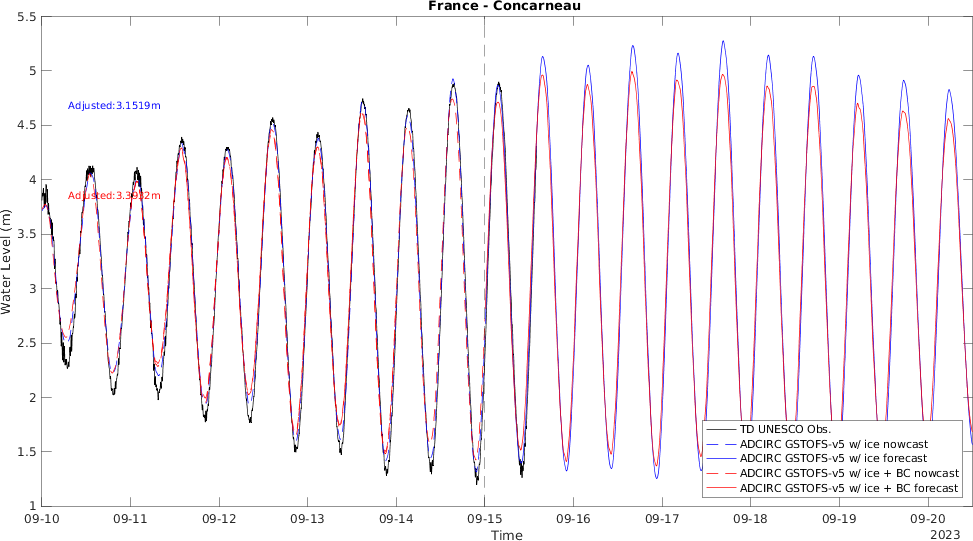 France - Concarneau
5.5
5
4.5
4
3.5
3
2.5
2
1.5
1
Water Level (m)
Adjusted:3.1519m
Adjusted:3.3922m
TD UNESCO Obs.
ADCIRC GSTOFS-v5 w/ ice nowcast
ADCIRC GSTOFS-v5 w/ ice forecast
ADCIRC GSTOFS-v5 w/ ice + BC nowcast
ADCIRC GSTOFS-v5 w/ ice + BC forecast
09-10 09-11 09-12 09-13 09-14 09-15 09-16 09-17 09-18 09-19 09-20
Time
2023